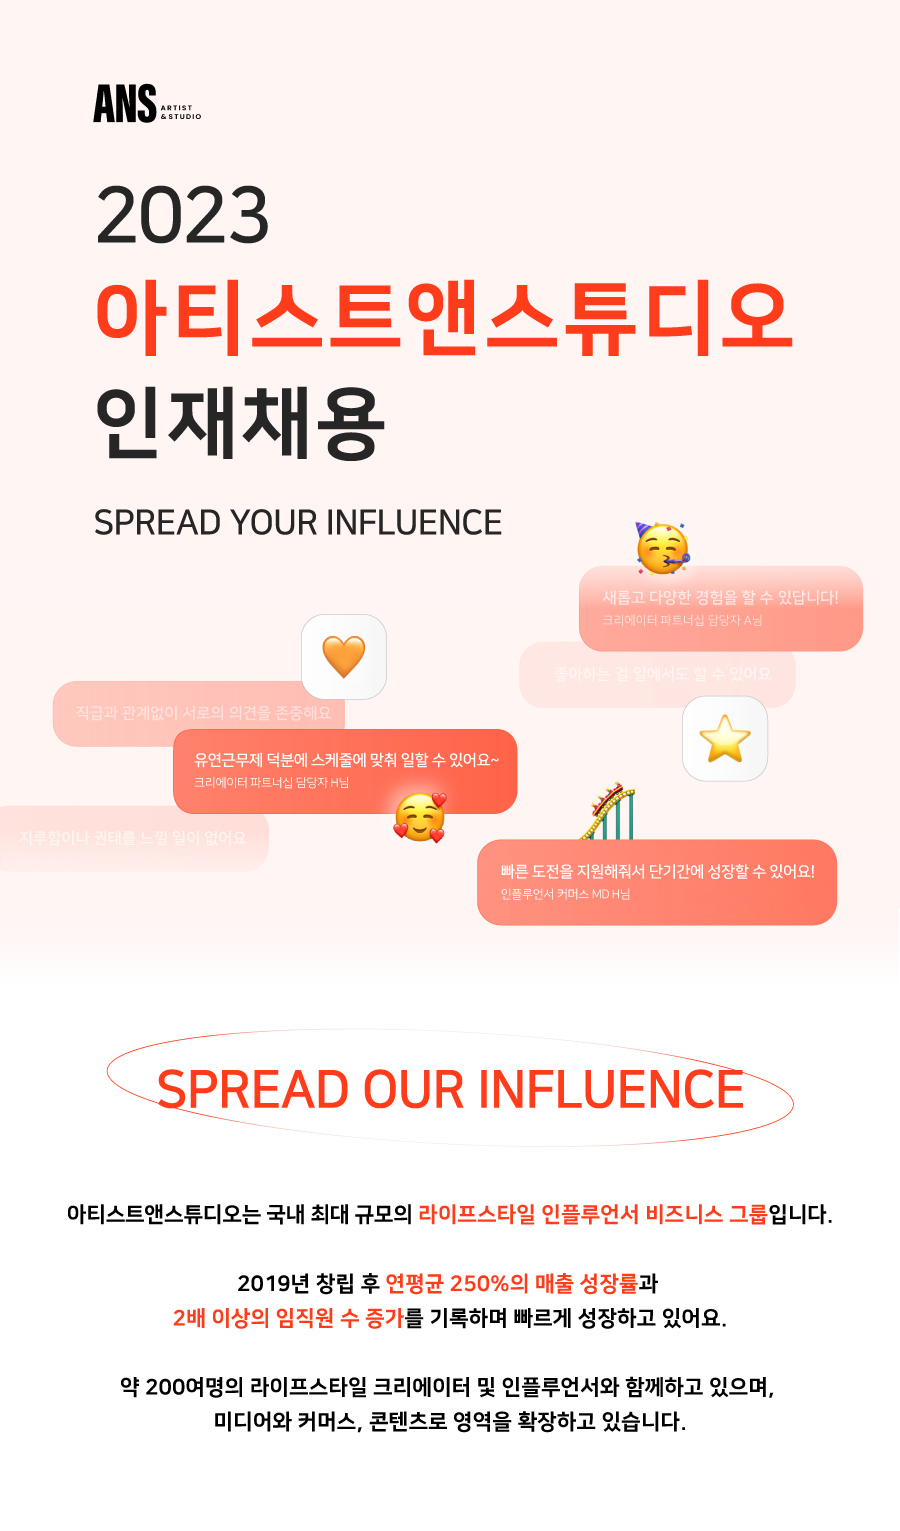 ANS ARTIST
& STUDIO
2023
아티스트앤스튜디오
인재채용
SPREAD YOUR INFLUENCE
새롭고 다양한 경험을 할 수 있답니다!
크리에이터 파트너십 담당자 A님
좋아하는 걸 일에서도 할 수 있어요
직급과 관계없이 서로의 의견을 존중해요
유연근무제 덕분에 스케줄에 맞춰 일할 수 있어요~
크리에이터 파트너십 담당자 H님
지루함이나 권태를 느낄 일이 없어요
빠른 도전을 지원해줘서 단기간에 성장할 수 있어요!
인플루언서 커머스 MD H님
SPREAD OUR INFLUENCE
아티스트앤스튜디오는 국내 최대 규모의 라이프스타일 인플루언서 비즈니스 그룹입니다.
2019년 창립 후 연평균 250%의 매출 성장률과
2배 이상의 임직원 수 증가를 기록하며 빠르게 성장하고 있어요.
약 200여명의 라이프스타일 크리에이터 및 인플루언서와 함께하고 있으며,
미디어와 커머스, 콘텐츠로 영역을 확장하고 있습니다.